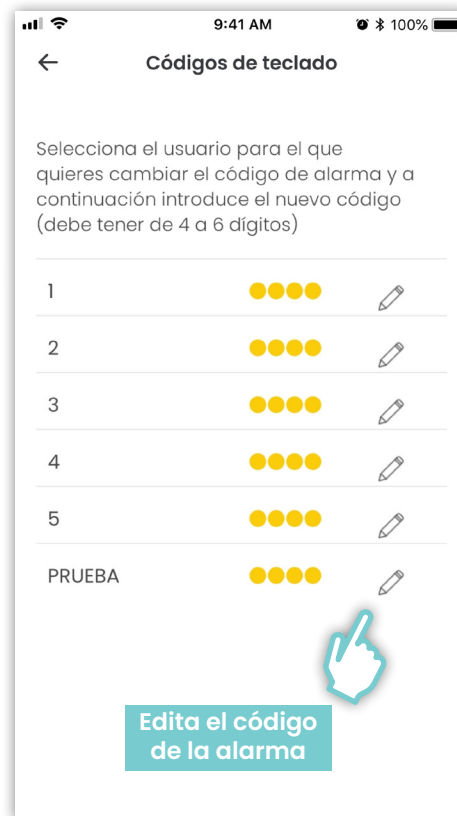 9:41 AM
100%
Códigos de teclado
Selecciona el usuario para el que
quieres cambiar el código de alarma y a
continuación introduce el nuevo código
(debe tener de 4 a 6 dígitos)
1
2
3
4
5
PRUEBA
Edita el código
de la alarma